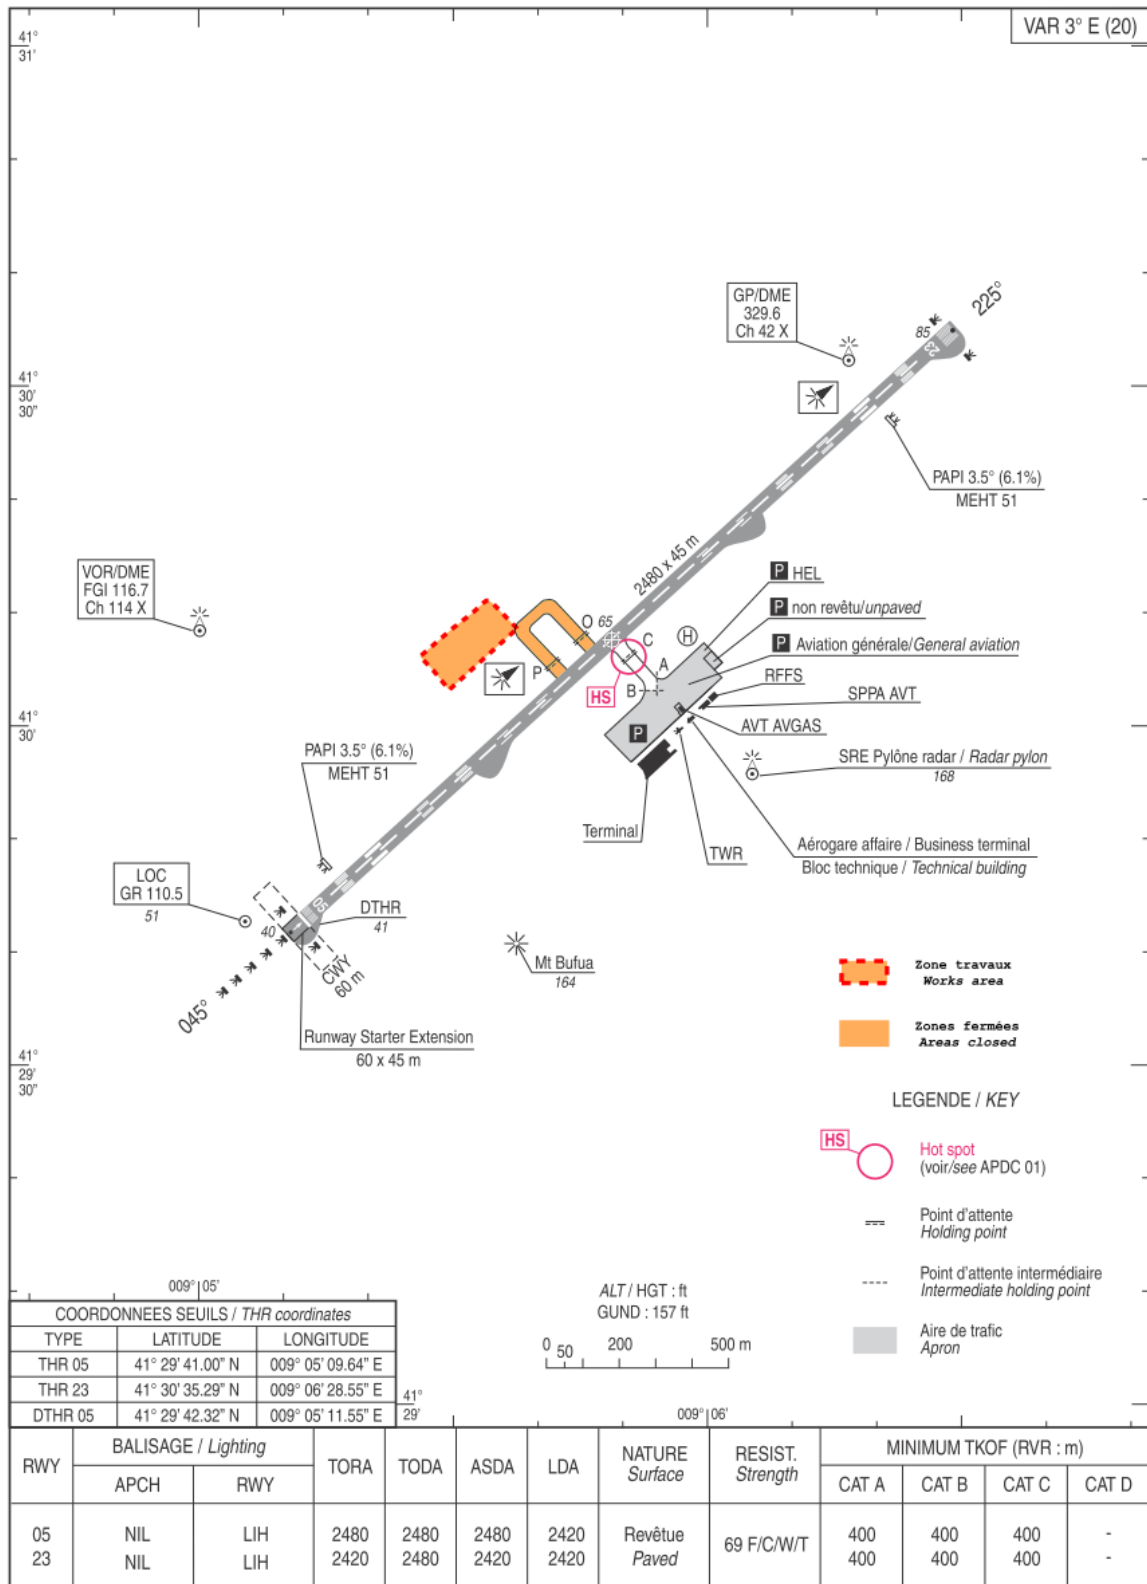 VAR 3° E (20)
41°
31'
225°
GP/DME
329.6
Ch 42 X
85
23
41°
30'
30"
PAPI 3.5° (6.1%)
MEHT 51
2480 x 45 m
VOR/DME
FGI 116.7
Ch 114 X
P HEL
P non revêtu/unpaved
O 65
C
H
P Aviation générale/General aviation
P
A
RFFS
B
HS
SPPA AVT
41°
30'
P
AVT AVGAS
PAPI 3.5° (6.1%)
MEHT 51
SRE Pylône radar / Radar pylon
168
Terminal
TWR
Aérogare affaire / Business terminal
Bloc technique / Technical building
LOC
GR 110.5
51
05
DTHR
41
40
CWY
60 m
Mt Bufua
164
045°
Runway Starter Extension
60 x 45 m
Zone travaux
Works area
Zones fermées
Areas closed
41°
29'
30"
LEGENDE / KEY
HS
Hot spot
(voir/see APDC 01)
Point d'attente
Holding point
Point d'attente intermédiaire
Intermediate holding point
Aire de trafic
Apron
009° 05'
ALT / HGT : ft
GUND : 157 ft
0 50 200 500 m
COORDONNEES SEUILS / THR coordinates
TYPE LATITUDE LONGITUDE
THR 05 41° 29' 41.00" N 009° 05' 09.64" E
THR 23 41° 30' 35.29" N 009° 06' 28.55" E
DTHR 05 41° 29' 42.32" N 009° 05' 11.55" E
41°
29'
009° 06'
RWY BALISAGE / Lighting TORA TODA ASDA LDA NATURE Surface RESIST. Strength MINIMUM TKOF (RVR : m)
APCH RWY CAT A CAT B CAT C CAT D
05 NIL LIH 2480 2480 2480 2420 Revêtue 69 F/C/W/T 400 400 400 -
23 NIL LIH 2420 2480 2420 2420 Paved 400 400 400 -